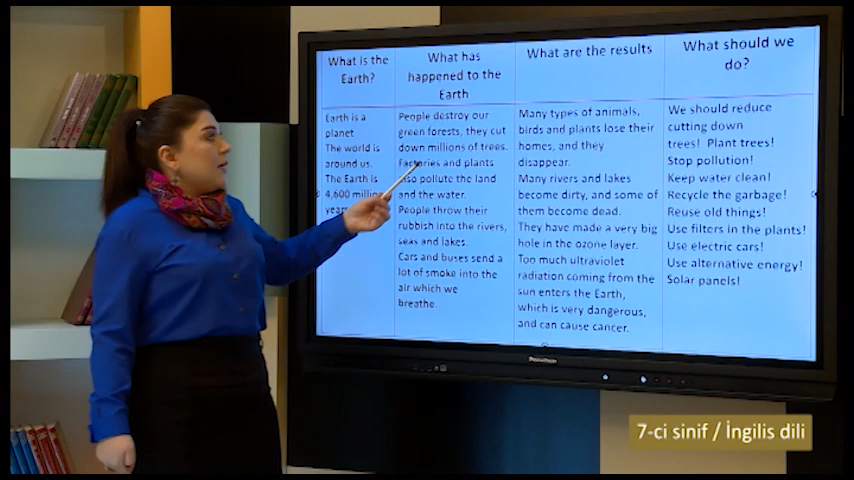 What is the
Earth?
Earth is a
planet
The world is
around us.
The Earth is
4,600 million
What has
happened to the
Earth
People destroy our
green forests, they cut
down millions of trees.
Factories and plants
also pollute the land
and the water.
People throw their
rubbish into the rivers,
seas and lakes.
Cars and buses send a
lot of smoke into the
air which we
breathe.
What are the results
Many types of animals,
birds and plants lose their
homes, and they
disappear.
Many rivers and lakes
become dirty, and some of
them become dead.
They have made a very big
hole in the ozone layer.
Too much ultraviolet
radiation coming from the
sun enters the Earth,
which is very dangerous,
and can cause cancer.
What should we
do?
We should reduce
cutting down
trees! Plant trees!
Stop pollution!
Keep water clean!
Recycle the garbage!
Reuse old things!
Use filters in the plants!
Use electric cars!
Use alternative energy!
Solar panels!
Promethean
7-ci sinif / İngilis dili